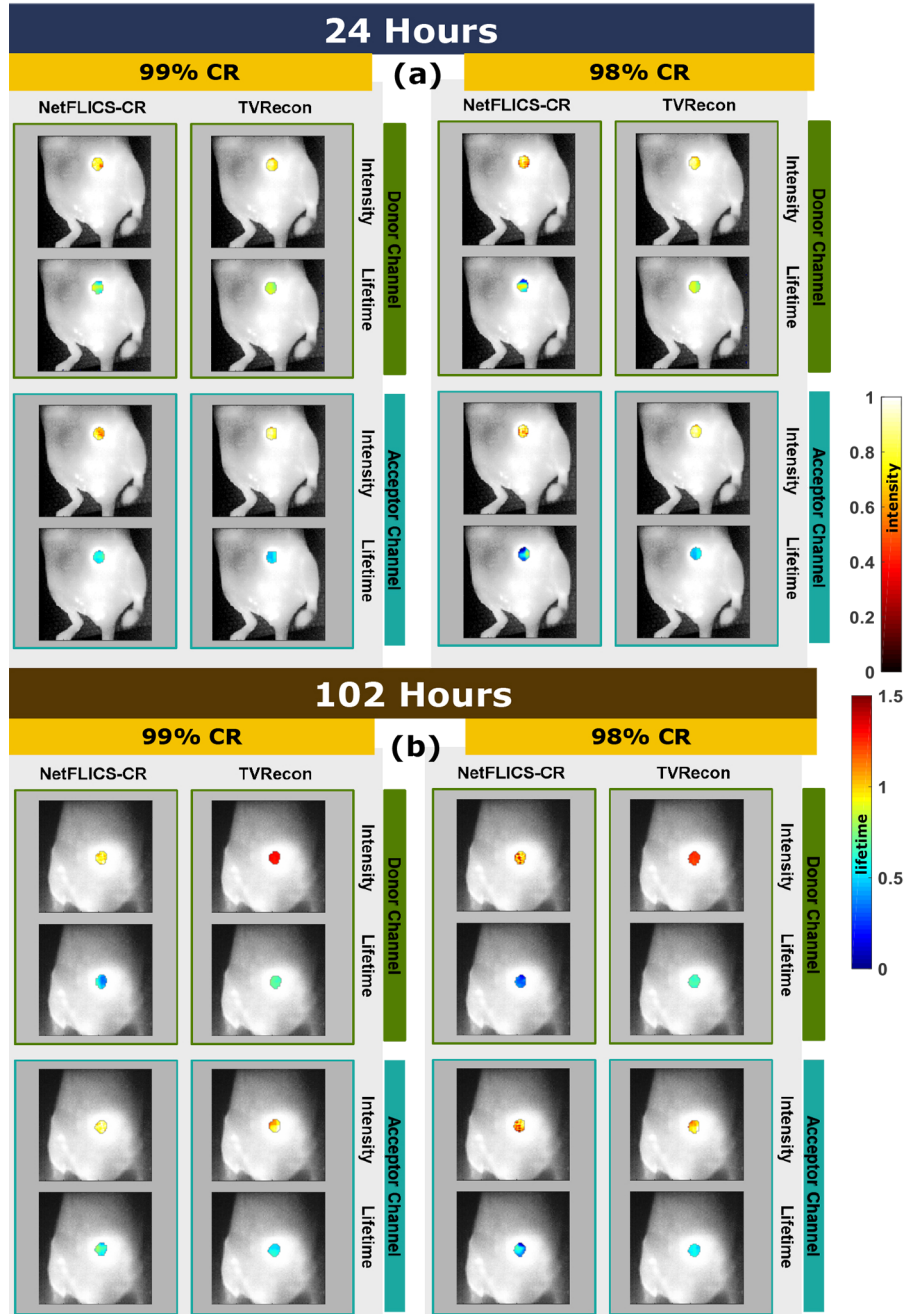 24 Hours
99% CR
(a)
98% CR
NetFLICS-CR
TVRecon
NetFLICS-CR
TVRecon
Intensity
Lifetime
Donor Channel
Intensity
Lifetime
Donor Channel
Intensity
Lifetime
Acceptor Channel
Intensity
Lifetime
Acceptor Channel
1
0.8
0.6
0.4
0.2
0
intensity
102 Hours
99% CR
(b)
98% CR
NetFLICS-CR
TVRecon
NetFLICS-CR
TVRecon
Intensity
Lifetime
Donor Channel
Intensity
Lifetime
Donor Channel
Intensity
Lifetime
Acceptor Channel
Intensity
Lifetime
Acceptor Channel
1.5
1
0.5
0
lifetime